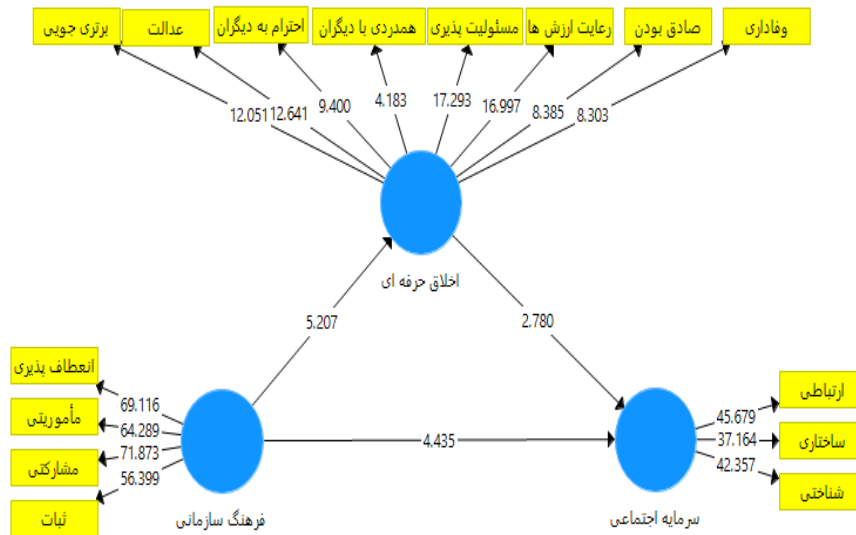 وفاداری
صادق بودن
رعایت ارزش ها
مسئولیت پذیری
همدردی با دیگران
احترام به دیگران
عدالت
برتری جویی
12.051
12.641
9.400
4.183
17.293
16.997
8.385
8.303
اخلاق حرفه ای
5.207
2.780
انعطاف پذیری
مأموریتی
مشارکتی
ثبات
69.116
64.289
71.873
56.399
4.435
45.679
37.164
42.357
ارتباطی
ساختاری
شناختی
فرهنگ سازمانی
سرمایه اجتماعی